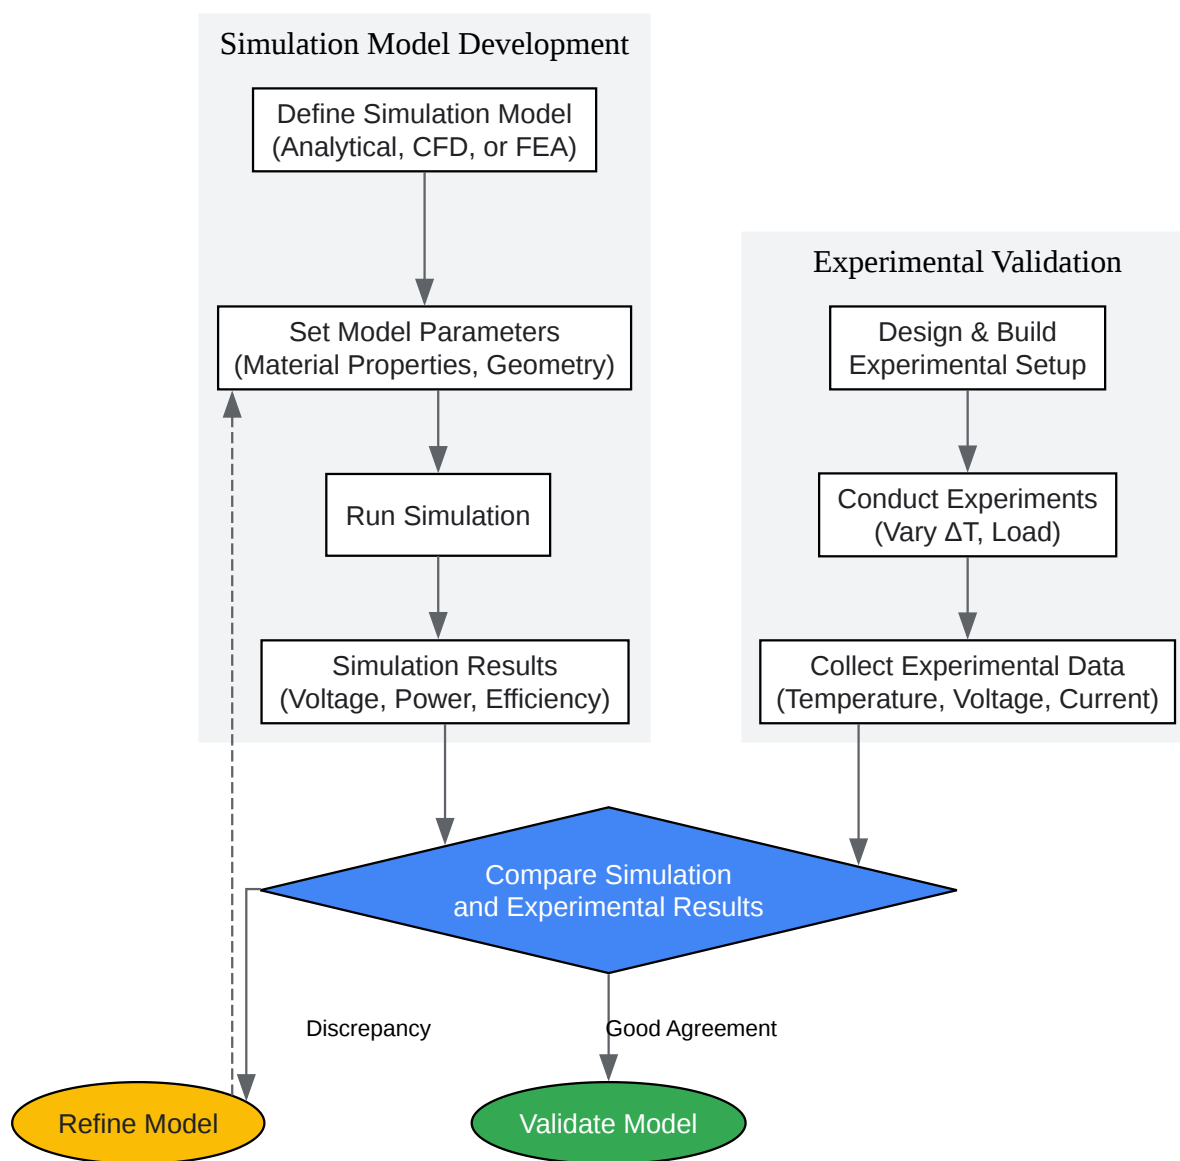 Simulation Model Development
Define Simulation Model
(Analytical, CFD, or FEA)
Set Model Parameters
(Material Properties, Geometry)
Run Simulation
Simulation Results
(Voltage, Power, Efficiency)
Experimental Validation
Design & Build
Experimental Setup
Conduct Experiments
(Vary ΔT, Load)
Collect Experimental Data
(Temperature, Voltage, Current)
Compare Simulation
and Experimental Results
Discrepancy
Good Agreement
Refine Model
Validate Model